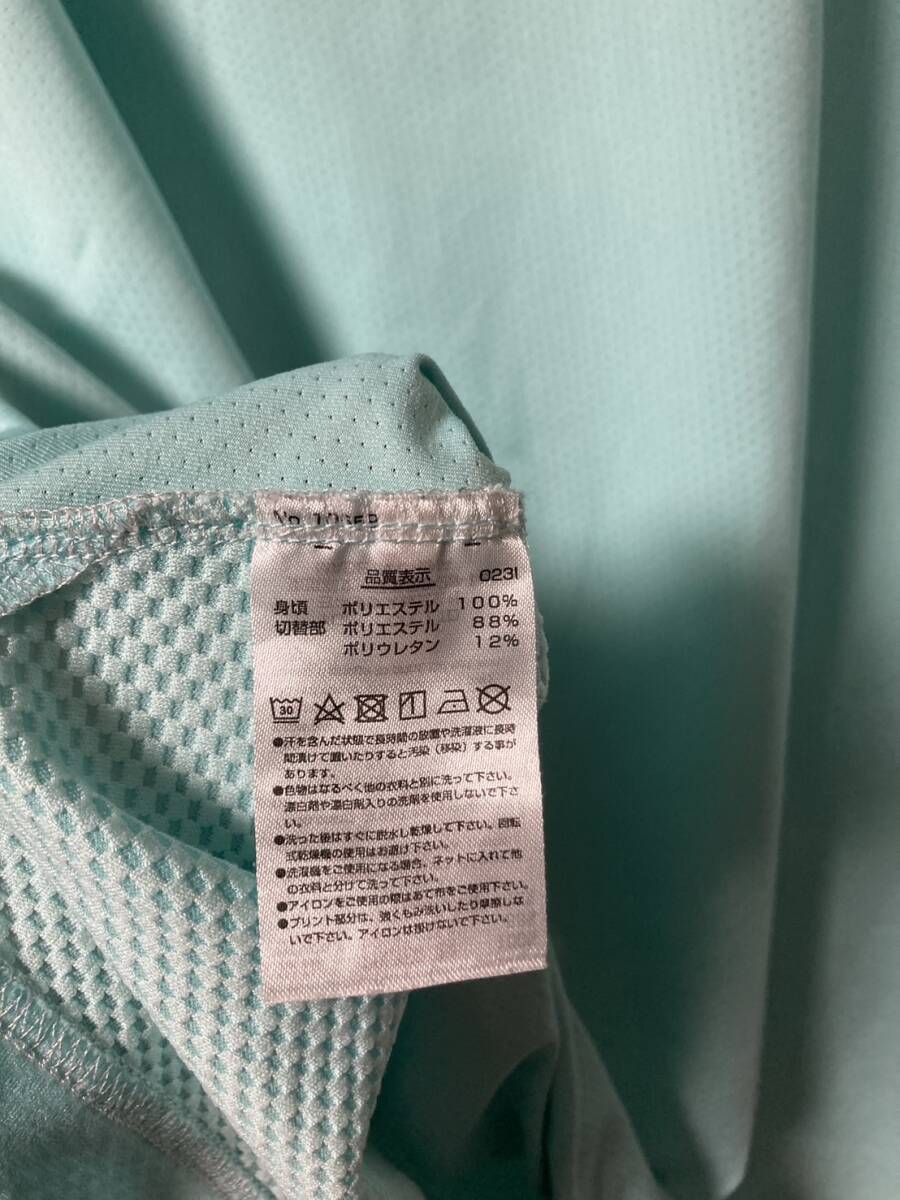 品質表示 0231
身頃 ポリエステル 100%
切替部 ポリエステル 88%
ポリウレタン 12%
30
●汗を含んだ状態で長時間の放置や洗濯液に長時
間漬けて置いたりすると汚染(移染)する事が
あります。
●色物はなるべく他の衣料と別に洗って下さい。
漂白剤や漂白剤入りの洗剤を使用しないで下さ
い。
●洗った後はすぐに脱水し乾燥して下さい。回転
式乾燥機の使用はお避け下さい。
●洗濯機をご使用になる場合、ネットに入れて他
の衣料と分けて洗って下さい。
●アイロンをご使用の際はあて布をご使用下さい。
●プリント部分は、強くもみ洗いしたり摩擦しな
いで下さい。アイロンは掛けないで下さい。